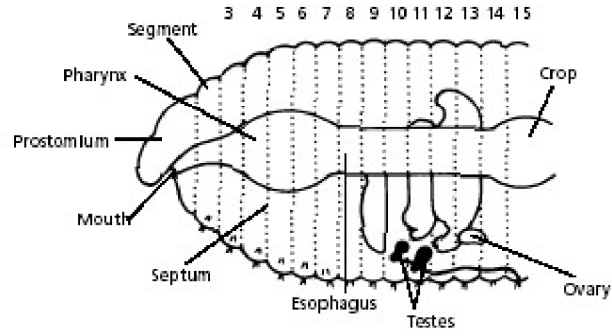 3 4 5 6 7 8 9 10 11 12 13 14 15
Segment
Pharynx
Crop
Prostomium
Mouth
Septum
Esophagus
Ovary
Testes